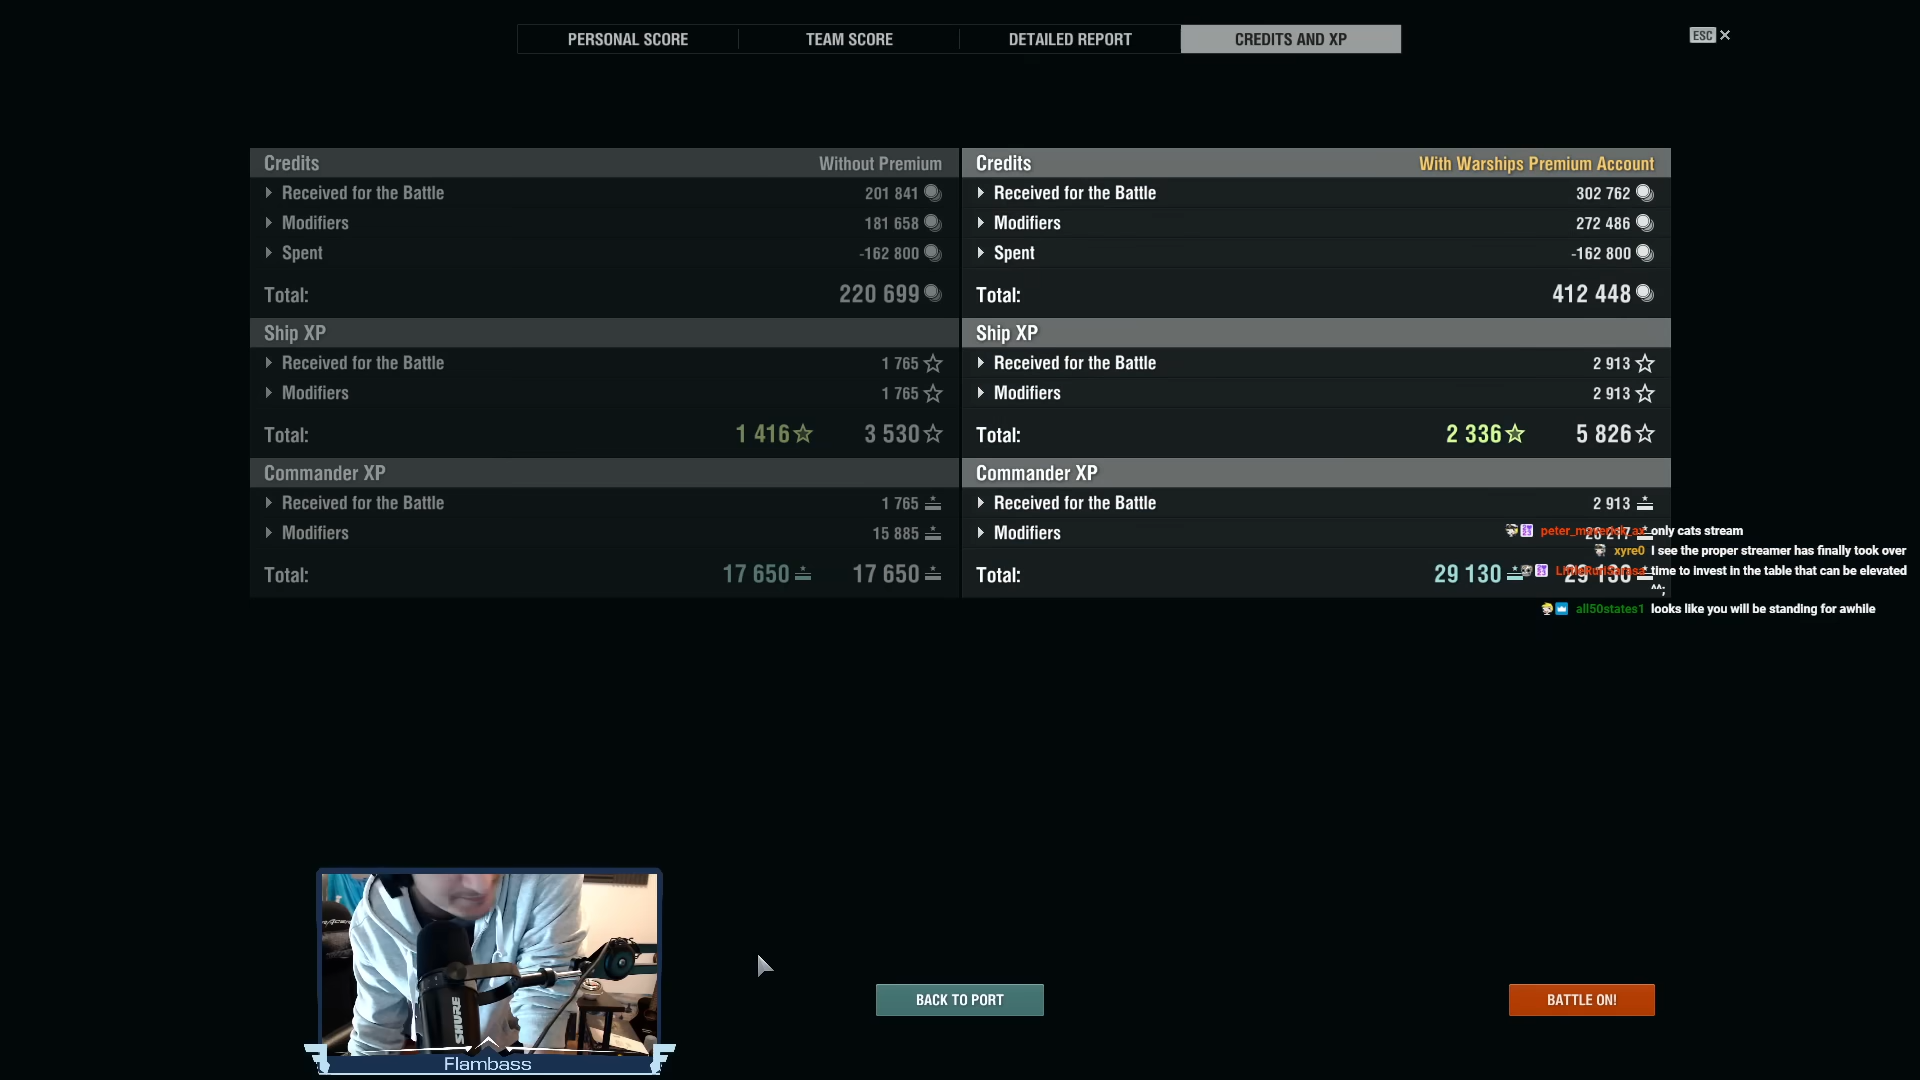 PERSONAL SCORE
TEAM SCORE
DETAILED REPORT
CREDITS AND XP
ESC
Credits Without Premium
Received for the Battle 201 841
Modifiers 181 658
Spent -162 800
Total: 220 699
Ship XP
Received for the Battle 1 765
Modifiers 1 765
Total: 1 416 3 530
Commander XP
Received for the Battle 1 765
Modifiers 15 885
Total: 17 650 17 650
Credits With Warships Premium Account
Received for the Battle 302 762
Modifiers 272 486
Spent -162 800
Total: 412 448
Ship XP
Received for the Battle 2 913
Modifiers 2 913
Total: 2 336 5 826
Commander XP
Received for the Battle 2 913
Modifiers 26 217
Total: 29 130 29 130
only cats stream
xyre0 I see the proper streamer has finally took over
time to invest in the table that can be elevated
^^;
all50states1 looks like you will be standing for awhile
SHURE
Flambass
BACK TO PORT
BATTLE ON!